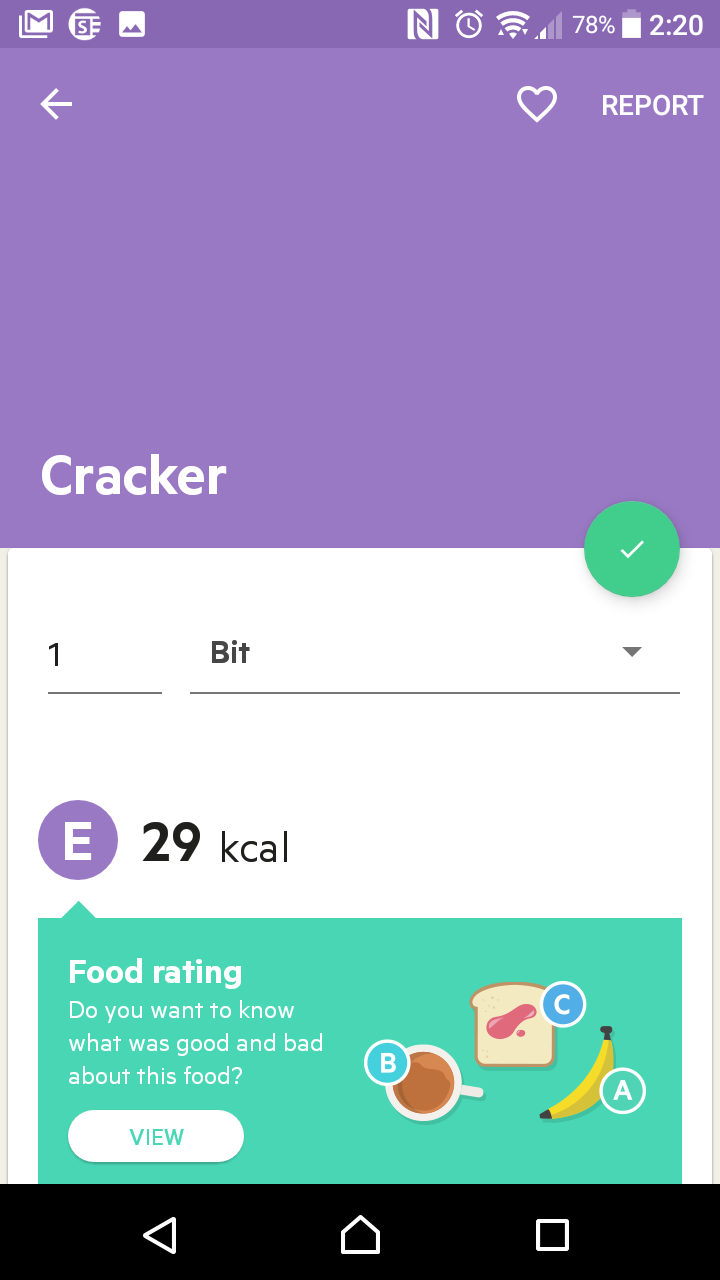 78% 2:20
REPORT
Cracker
1 Bit
E 29 kcal
Food rating
Do you want to know
what was good and bad
about this food?
VIEW
B
C
A